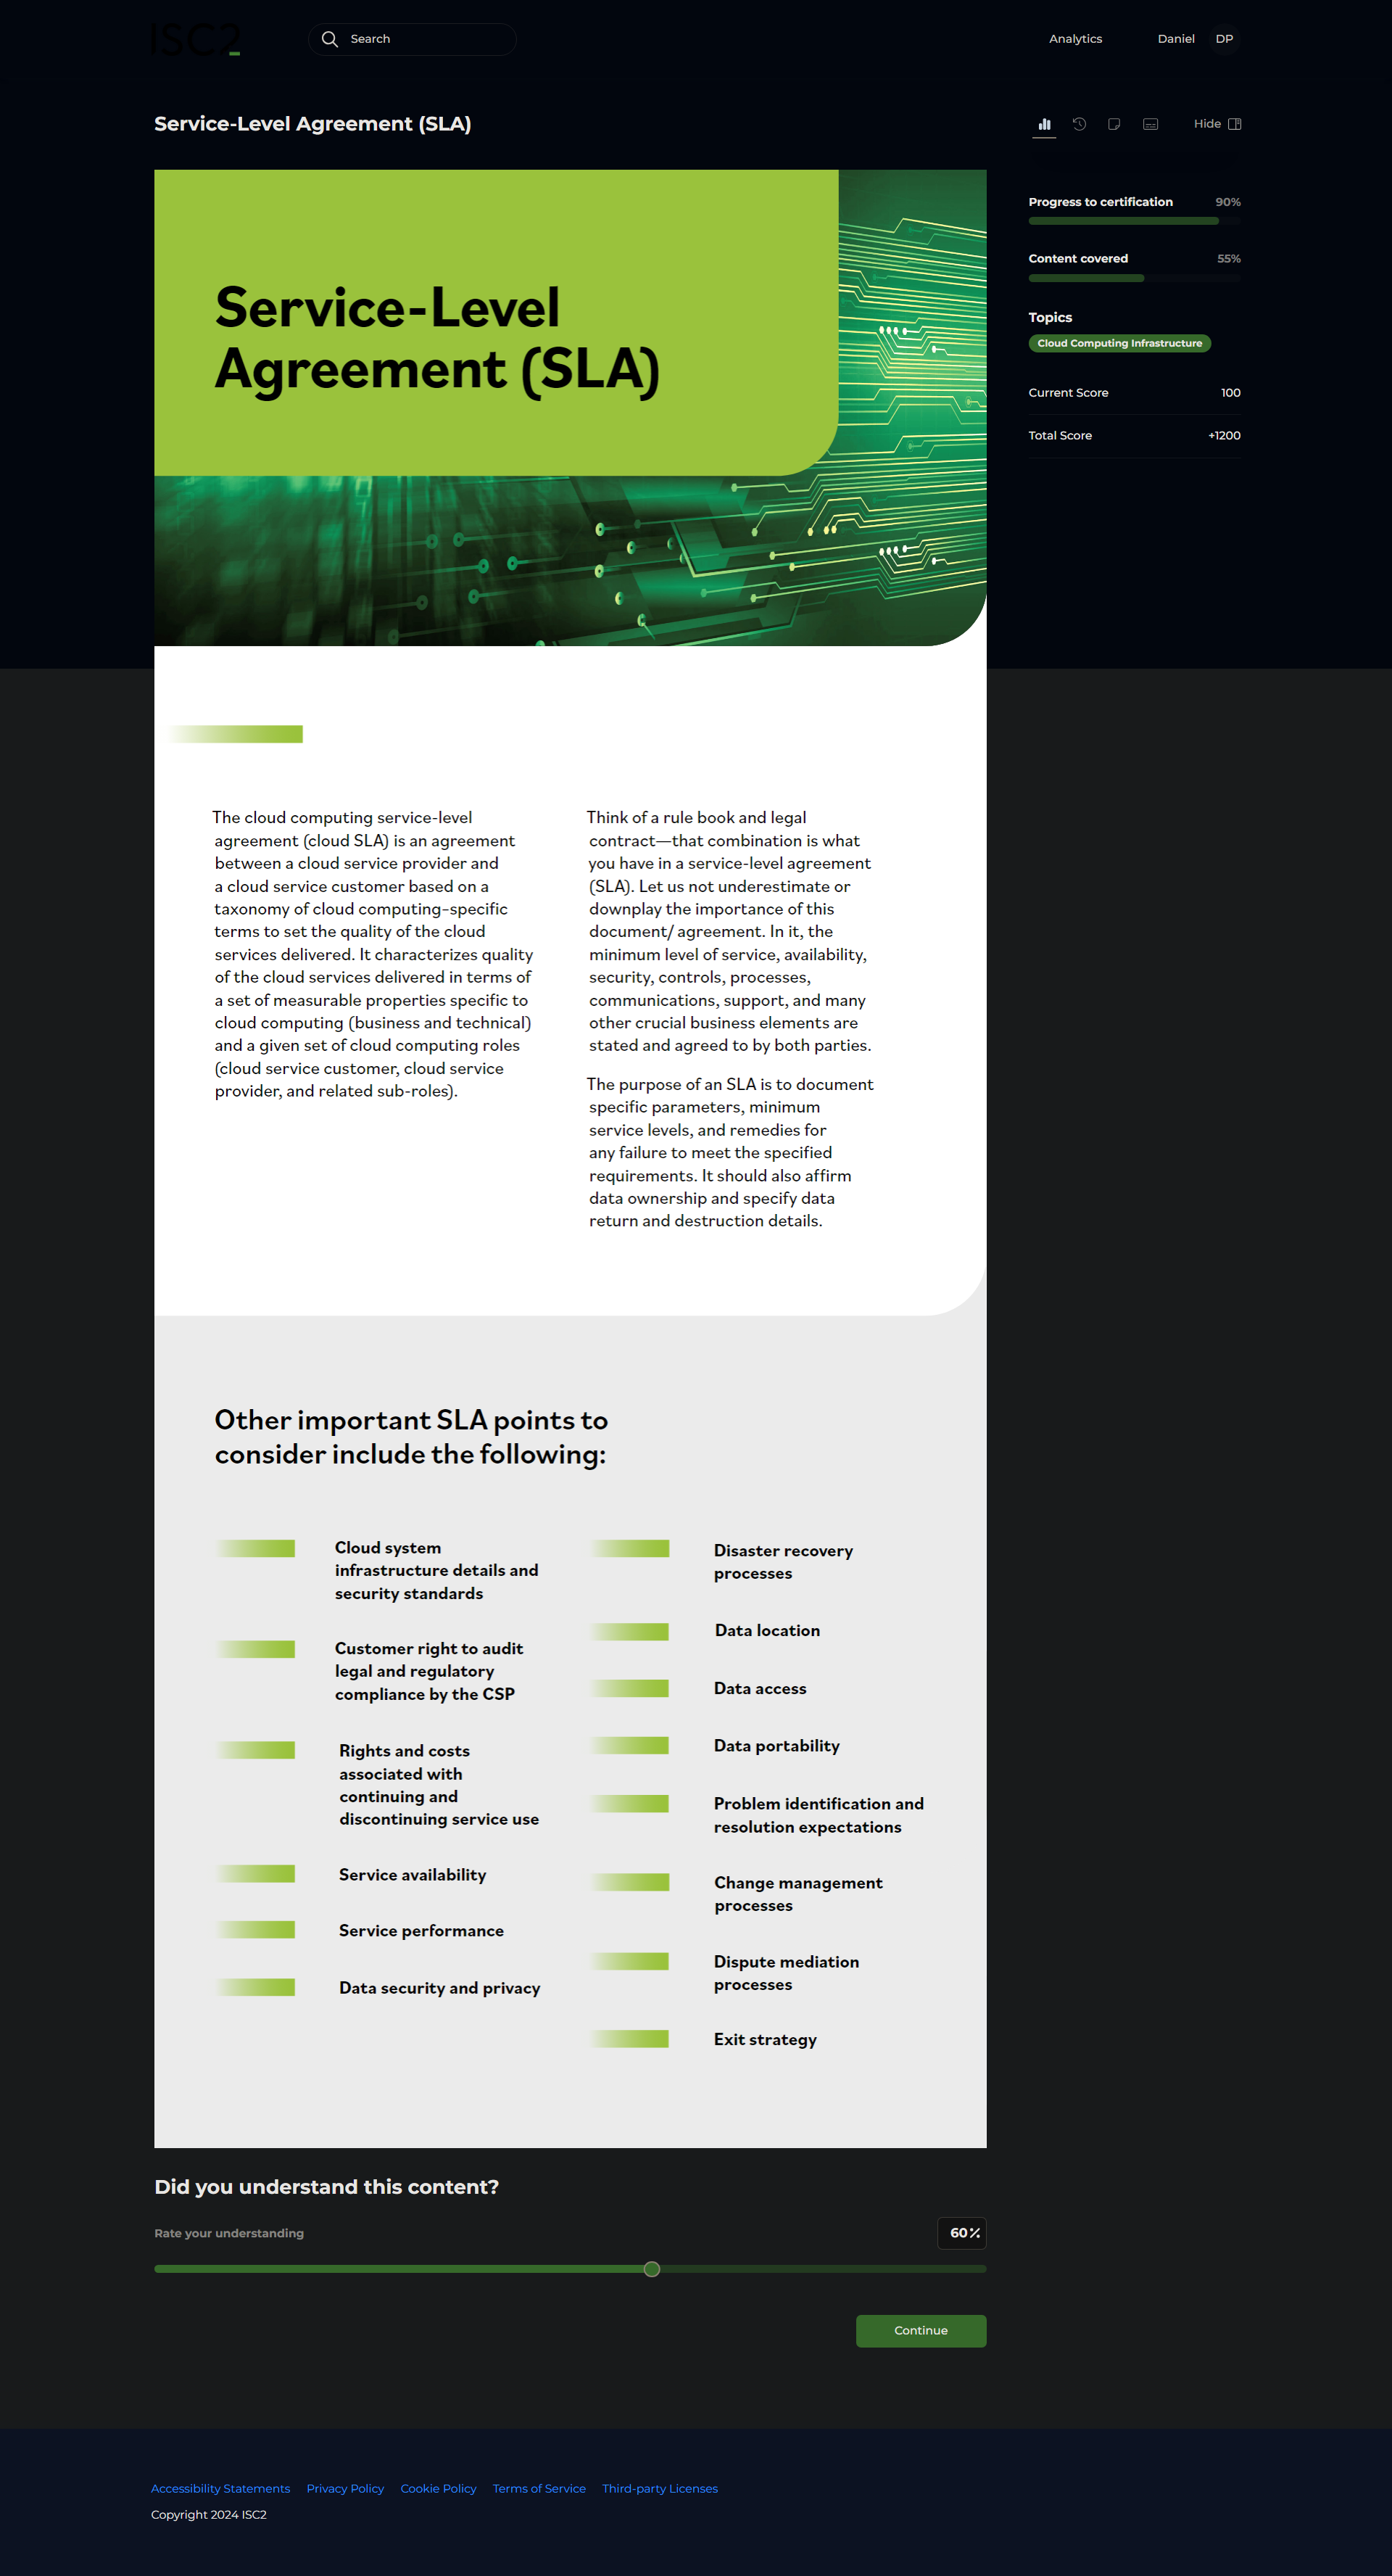 ISC2
Search
Analytics
Daniel
DP
Service-Level Agreement (SLA)
Hide
Service-Level
Agreement (SLA)
Progress to certification 90%
Content covered 55%
Topics
Cloud Computing Infrastructure
Current Score 100
Total Score +1200
The cloud computing service-level
agreement (cloud SLA) is an agreement
between a cloud service provider and
a cloud service customer based on a
taxonomy of cloud computing-specific
terms to set the quality of the cloud
services delivered. It characterizes quality
of the cloud services delivered in terms of
a set of measurable properties specific to
cloud computing (business and technical)
and a given set of cloud computing roles
(cloud service customer, cloud service
provider, and related sub-roles).
Think of a rule book and legal
contract—that combination is what
you have in a service-level agreement
(SLA). Let us not underestimate or
downplay the importance of this
document/ agreement. In it, the
minimum level of service, availability,
security, controls, processes,
communications, support, and many
other crucial business elements are
stated and agreed to by both parties.
The purpose of an SLA is to document
specific parameters, minimum
service levels, and remedies for
any failure to meet the specified
requirements. It should also affirm
data ownership and specify data
return and destruction details.
Other important SLA points to
consider include the following:
Cloud system
infrastructure details and
security standards
Customer right to audit
legal and regulatory
compliance by the CSP
Rights and costs
associated with
continuing and
discontinuing service use
Service availability
Service performance
Data security and privacy
Disaster recovery
processes
Data location
Data access
Data portability
Problem identification and
resolution expectations
Change management
processes
Dispute mediation
processes
Exit strategy
Did you understand this content?
Rate your understanding
60%
Continue
Accessibility Statements Privacy Policy Cookie Policy Terms of Service Third-party Licenses
Copyright 2024 ISC2